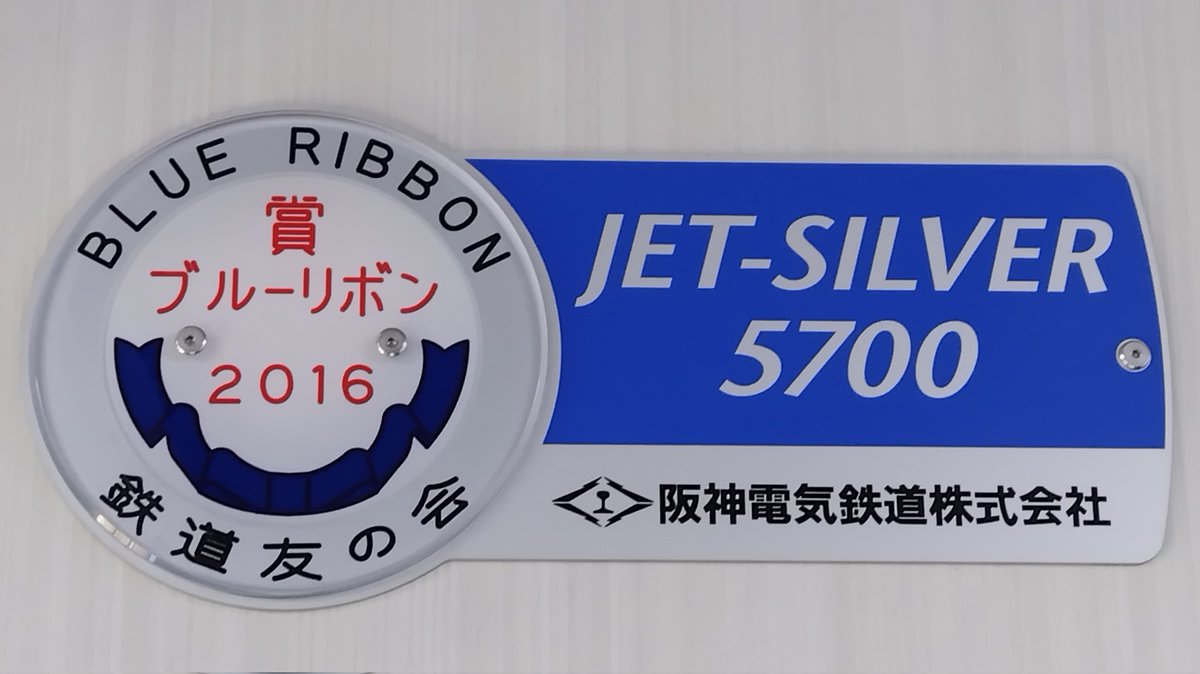 BLUE RIBBON
賞
ブルーリボン
2016
鉄道友の会
JET-SILVER
5700
阪神電気鉄道株式会社